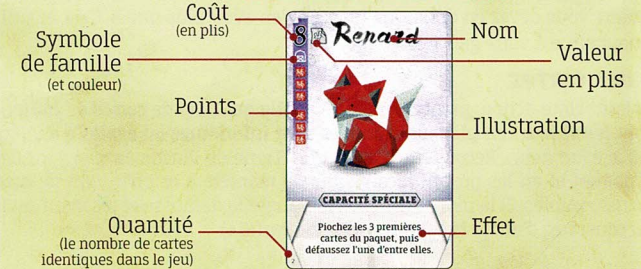 Coût
(en plis)
8
Renard
Nom
Symbole
de famille
(et couleur)
Valeur
en plis
Points
Illustration
CAPACITÉ SPÉCIALE
Piochez les 3 premières
cartes du paquet, puis
défaussez l'une d'entre elles.
Effet
Quantité
(le nombre de cartes
identiques dans le jeu)